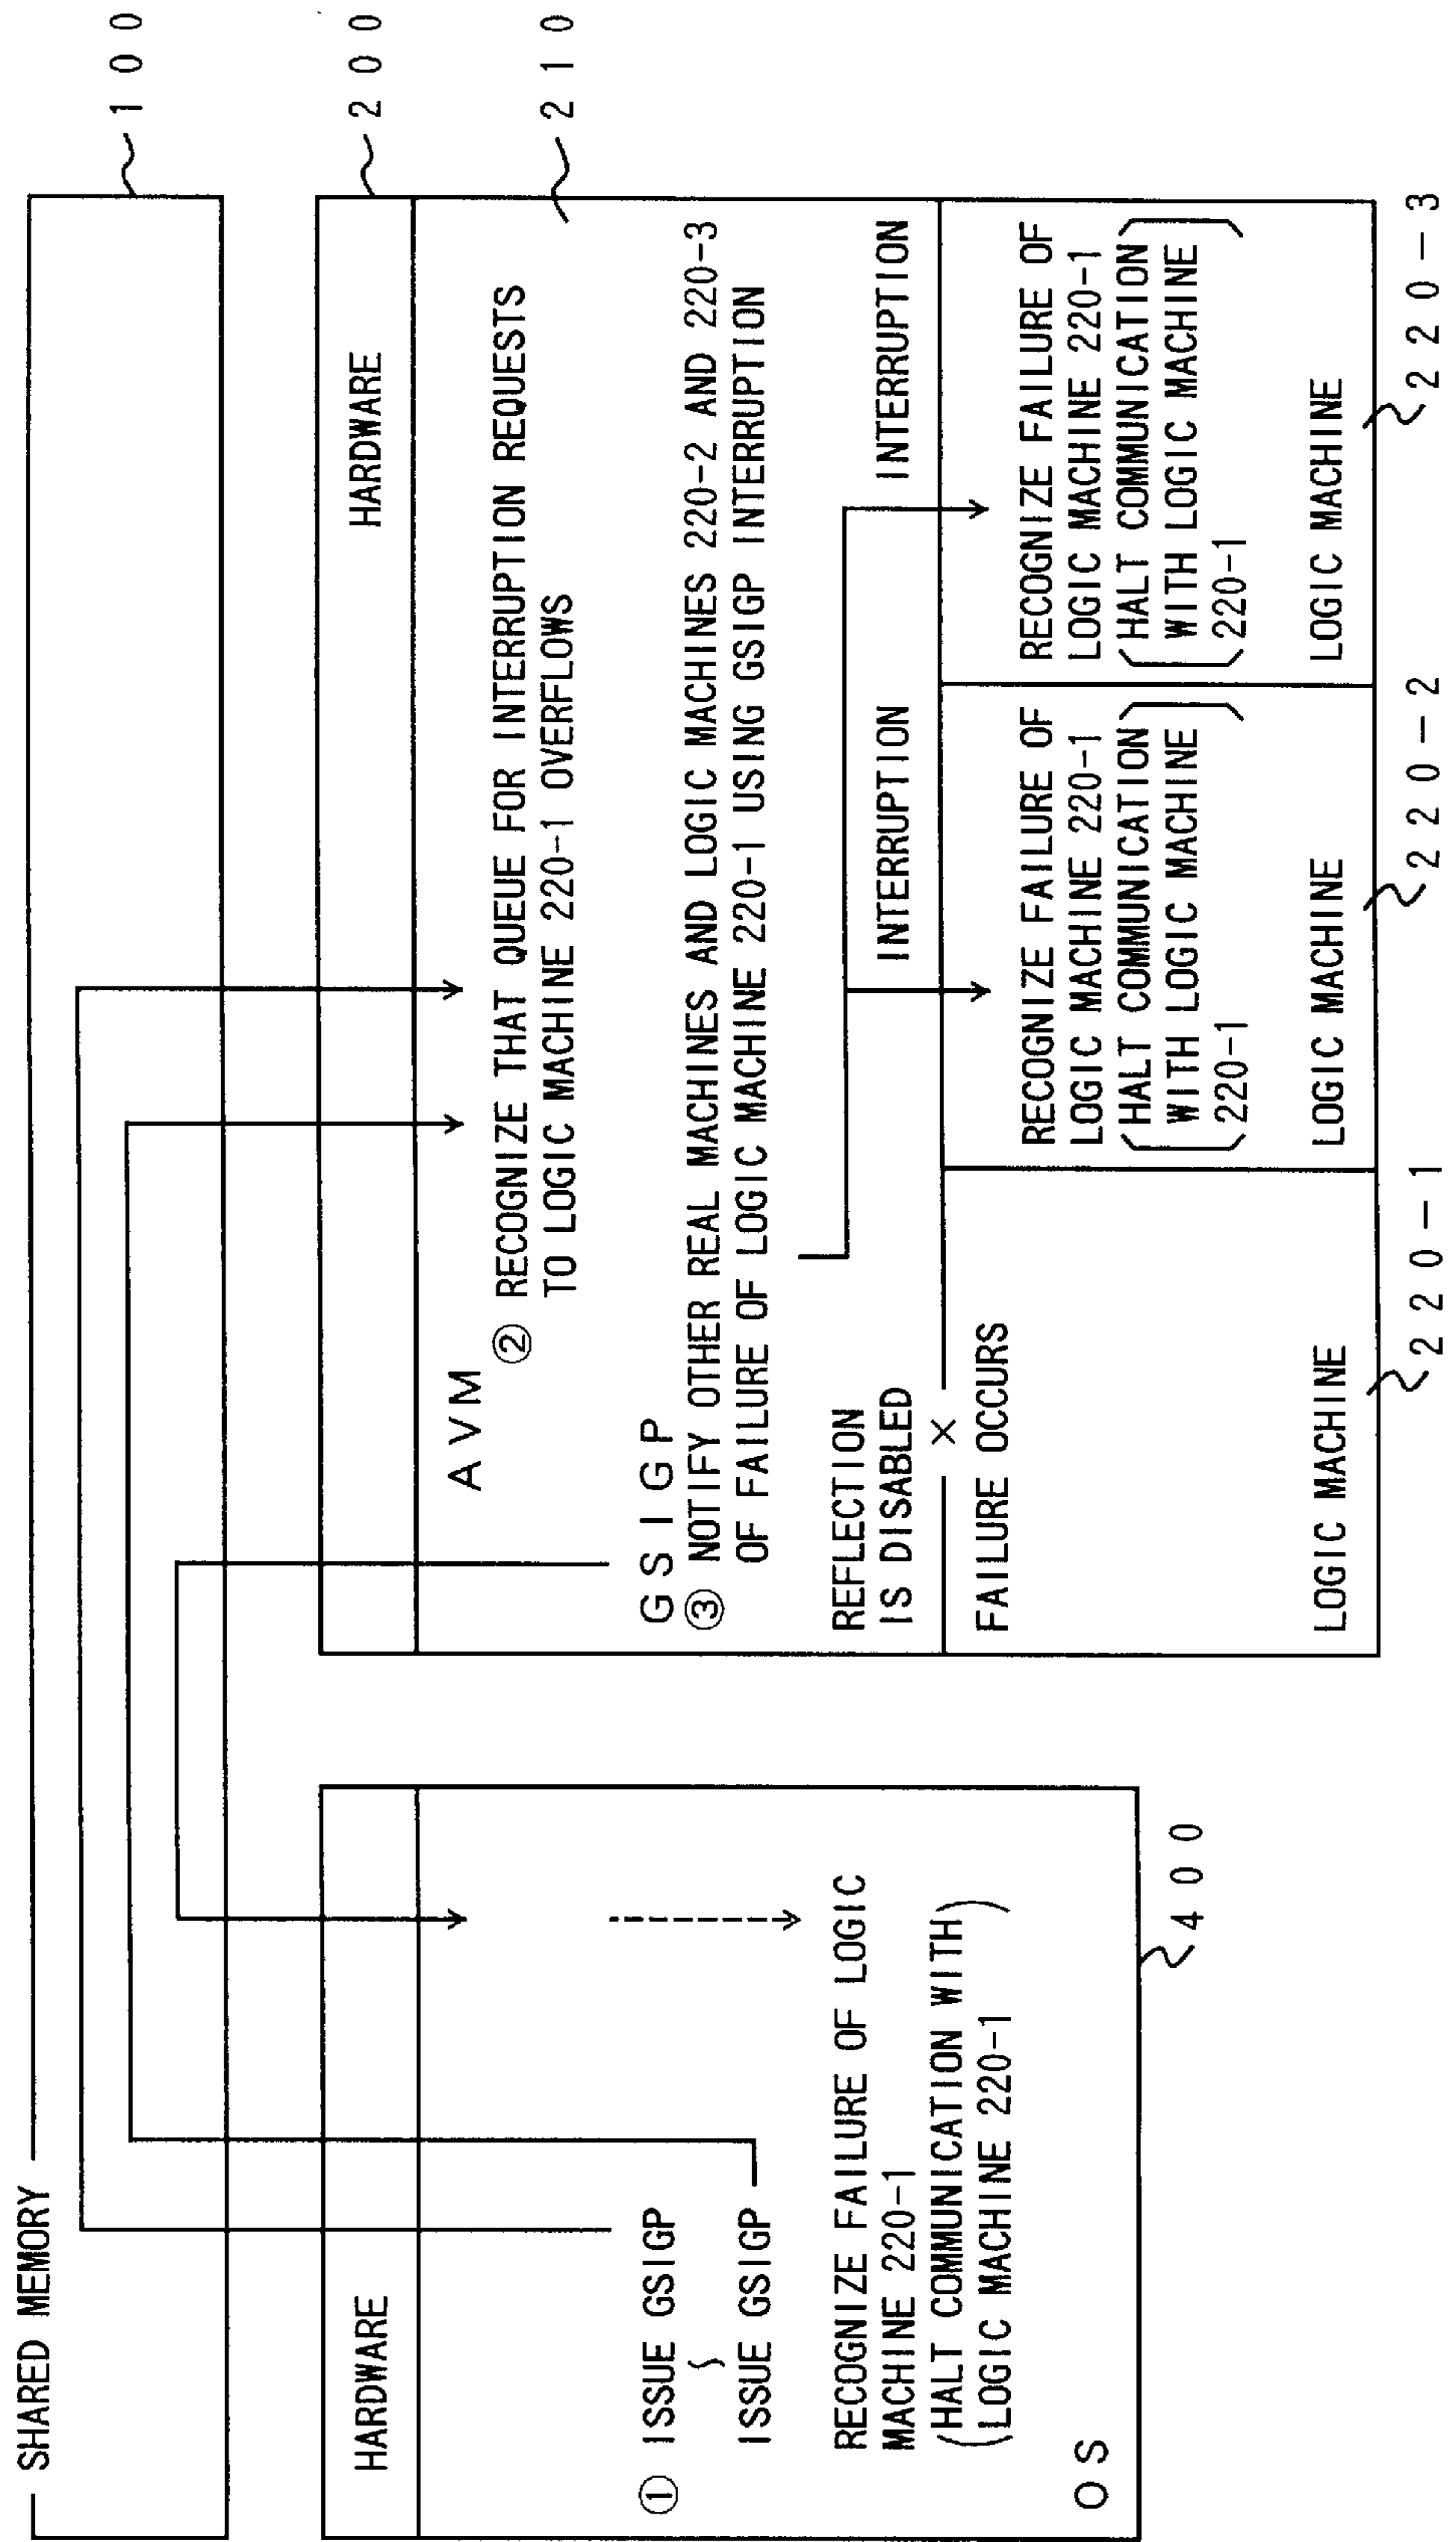 SHARED MEMORY
100
HARDWARE
① ISSUE GSIGP
ISSUE GSIGP
RECOGNIZE FAILURE OF LOGIC
MACHINE 220-1
(HALT COMMUNICATION WITH
LOGIC MACHINE 220-1)
OS
400
HARDWARE
200
AVM
210
② RECOGNIZE THAT QUEUE FOR INTERRUPTION REQUESTS
TO LOGIC MACHINE 220-1 OVERFLOWS
GSIGP
③ NOTIFY OTHER REAL MACHINES AND LOGIC MACHINES 220-2 AND 220-3
OF FAILURE OF LOGIC MACHINE 220-1 USING GSIGP INTERRUPTION
REFLECTION
IS DISABLED
×
INTERRUPTION
INTERRUPTION
FAILURE OCCURS
LOGIC MACHINE
220-1
RECOGNIZE FAILURE OF
LOGIC MACHINE 220-1
(HALT COMMUNICATION
WITH LOGIC MACHINE
220-1)
LOGIC MACHINE
220-2
RECOGNIZE FAILURE OF
LOGIC MACHINE 220-1
(HALT COMMUNICATION
WITH LOGIC MACHINE
220-1)
LOGIC MACHINE
220-3